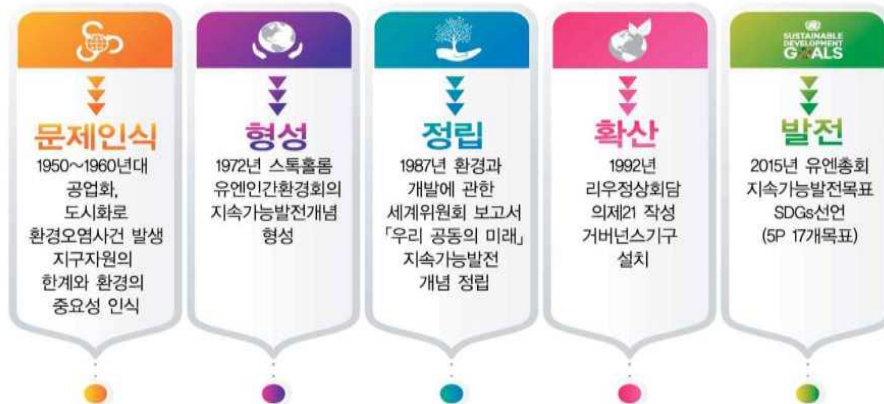 SUSTAINABLE
DEVELOPMENT
GOALS
문제인식
1950~1960년대
공업화,
도시화로
환경오염사건 발생
지구자원의
한계와 환경의
중요성 인식
형성
1972년 스톡홀롬
유엔인간환경회의
지속가능발전개념
형성
정립
1987년 환경과
개발에 관한
세계위원회 보고서
「우리 공동의 미래」
지속가능발전
개념 정립
확산
1992년
리우정상회담
의제21 작성
거버넌스기구
설치
발전
2015년 유엔총회
지속가능발전목표
SDGs선언
(5P 17개목표)